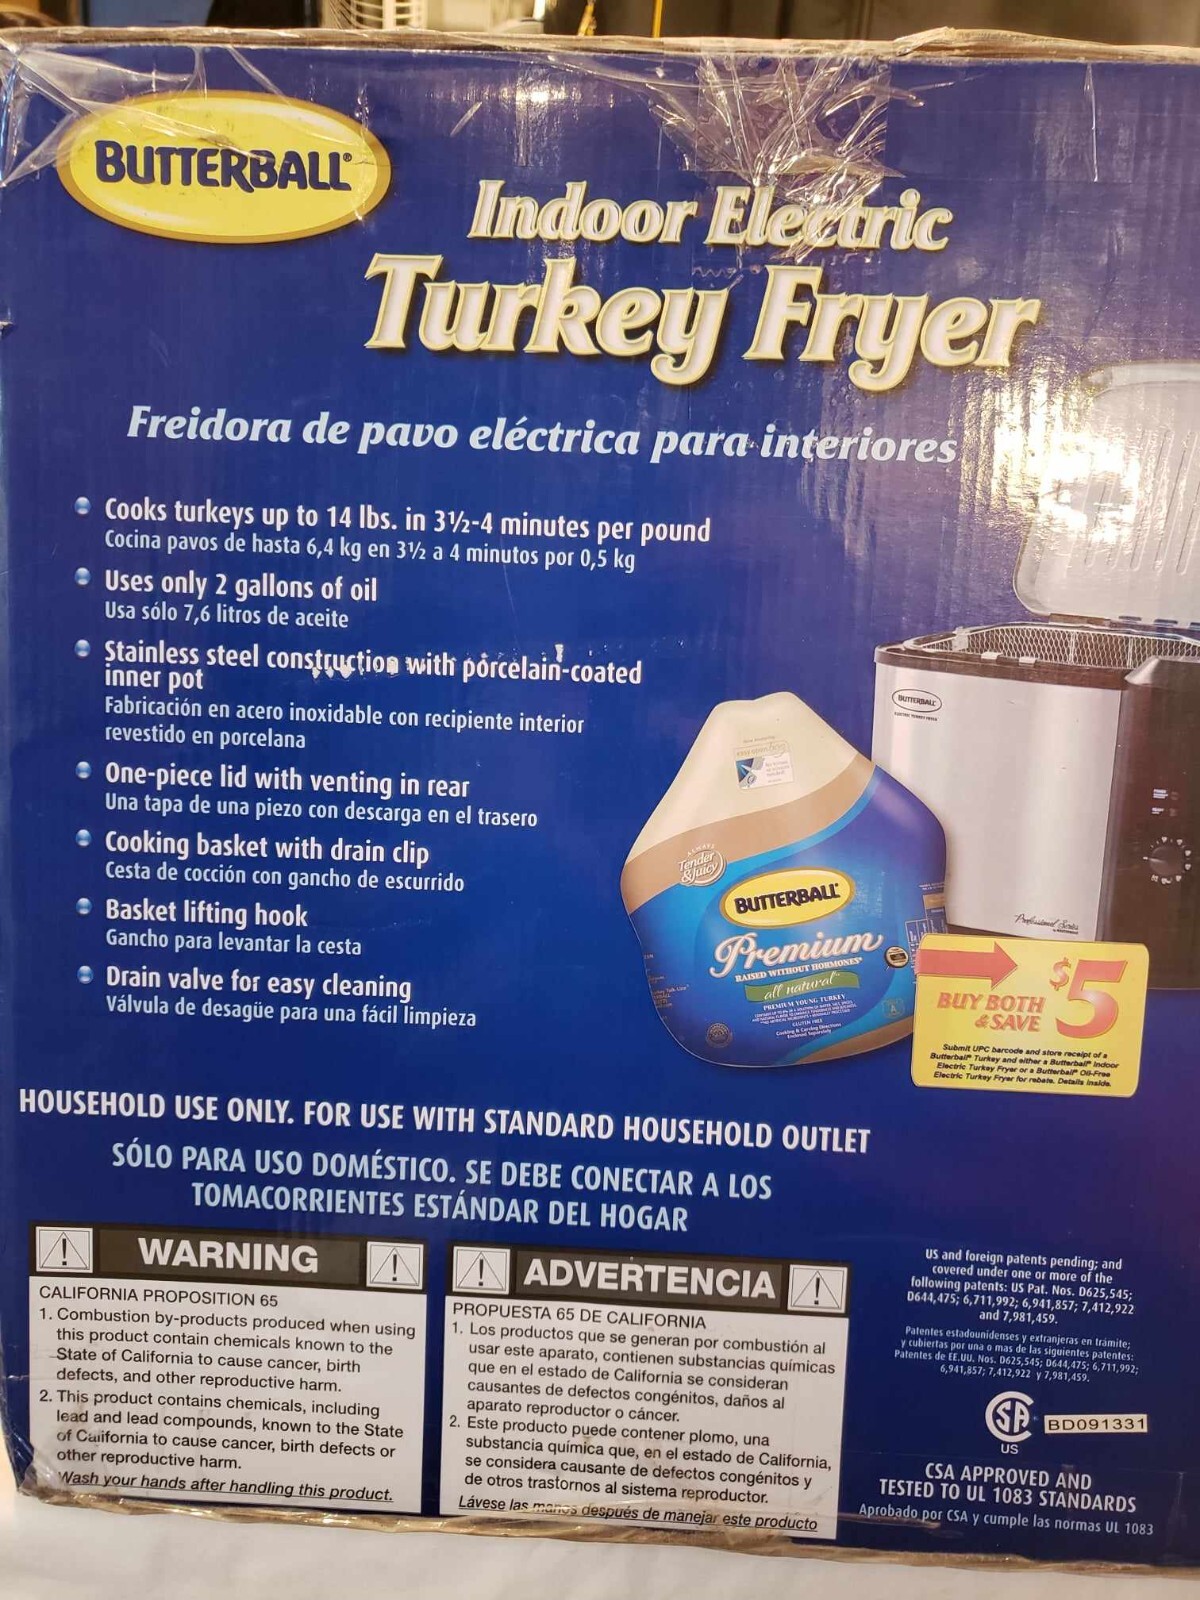 BUTTERBALL®
Indoor Electric
Turkey Fryer
Freidora de pavo eléctrica para interiores
Cooks turkeys up to 14 lbs. in 3½-4 minutes per pound
Cocina pavos de hasta 6,4 kg en 3½ a 4 minutos por 0,5 kg
Uses only 2 gallons of oil
Usa sólo 7,6 litros de aceite
Stainless steel construction with porcelain-coated
inner pot
Fabricación en acero inoxidable con recipiente interior
revestido en porcelana
One-piece lid with venting in rear
Una tapa de una piezo con descarga en el trasero
Cooking basket with drain clip
Cesta de cocción con gancho de escurrido
Basket lifting hook
Gancho para levantar la cesta
Drain valve for easy cleaning
Válvula de desagüe para una fácil limpieza
BUTTERBALL
ELECTRIC TURKEY FRYER
Professional Series
ALWAYS
Tender
& Juicy
BUTTERBALL
Premium
RAISED WITHOUT HORMONES*
all natural
PREMIUM YOUNG TURKEY
GLUTEN FREE
BUY BOTH
& SAVE
$5
Submit UPC barcode and store receipt of a
Butterball® Turkey and either a Butterball® Indoor
Electric Turkey Fryer or a Butterball® Oil-Free
Electric Turkey Fryer for rebate. Details inside.
HOUSEHOLD USE ONLY. FOR USE WITH STANDARD HOUSEHOLD OUTLET
SÓLO PARA USO DOMÉSTICO. SE DEBE CONECTAR A LOS
TOMACORRIENTES ESTÁNDAR DEL HOGAR
WARNING
CALIFORNIA PROPOSITION 65
1. Combustion by-products produced when using
this product contain chemicals known to the
State of California to cause cancer, birth
defects, and other reproductive harm.
2. This product contains chemicals, including
lead and lead compounds, known to the State
of California to cause cancer, birth defects or
other reproductive harm.
Wash your hands after handling this product.
ADVERTENCIA
PROPUESTA 65 DE CALIFORNIA
1. Los productos que se generan por combustión al
usar este aparato, contienen substancias químicas
que en el estado de California se consideran
causantes de defectos congénitos, daños al
aparato reproductor o cáncer.
2. Este producto puede contener plomo, una
substancia química que, en el estado de California,
se considera causante de defectos congénitos y
de otros trastornos al sistema reproductor.
Lávese las manos después de manejar este producto
US and foreign patents pending; and
covered under one or more of the
following patents: US Pat. Nos. D625,545;
D644,475; 6,711,992; 6,941,857; 7,412,922
and 7,981,459.
Patentes estadounidenses y extranjeras en trámite;
y cubiertas por una o mas de las siguientes patentes:
Patentes de EE.UU. Nos. D625,545; D644,475; 6,711,992;
6,941,857; 7,412,922 y 7,981,459.
SA
US
BD091331
CSA APPROVED AND
TESTED TO UL 1083 STANDARDS
Aprobado por CSA y cumple las normas UL 1083